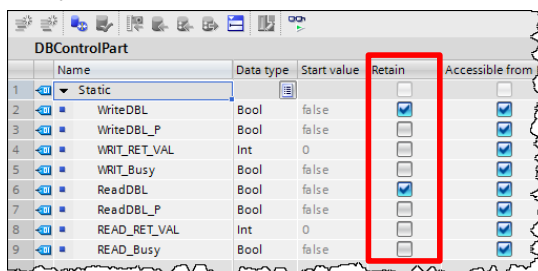 DBControlPart
Name Data type Start value Retain Accessible from
1 Static
2 WriteDBL Bool false
3 WriteDBL_P Bool false
4 WRIT_RET_VAL Int 0
5 WRIT_Busy Bool false
6 ReadDBL Bool false
7 ReadDBL_P Bool false
8 READ_RET_VAL Int 0
9 READ_Busy Bool false